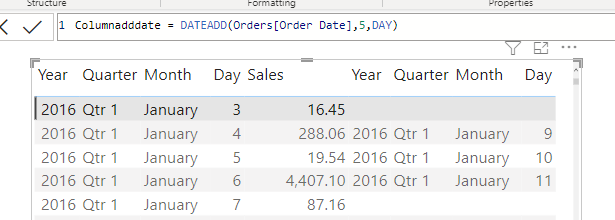 Structure Formatting Properties
1 Columnadddate = DATEADD(Orders[Order Date],5,DAY)
Year Quarter Month Day Sales Year Quarter Month Day
2016 Qtr 1 January 3 16.45
2016 Qtr 1 January 4 288.06 2016 Qtr 1 January 9
2016 Qtr 1 January 5 19.54 2016 Qtr 1 January 10
2016 Qtr 1 January 6 4,407.10 2016 Qtr 1 January 11
2016 Qtr 1 January 7 87.16